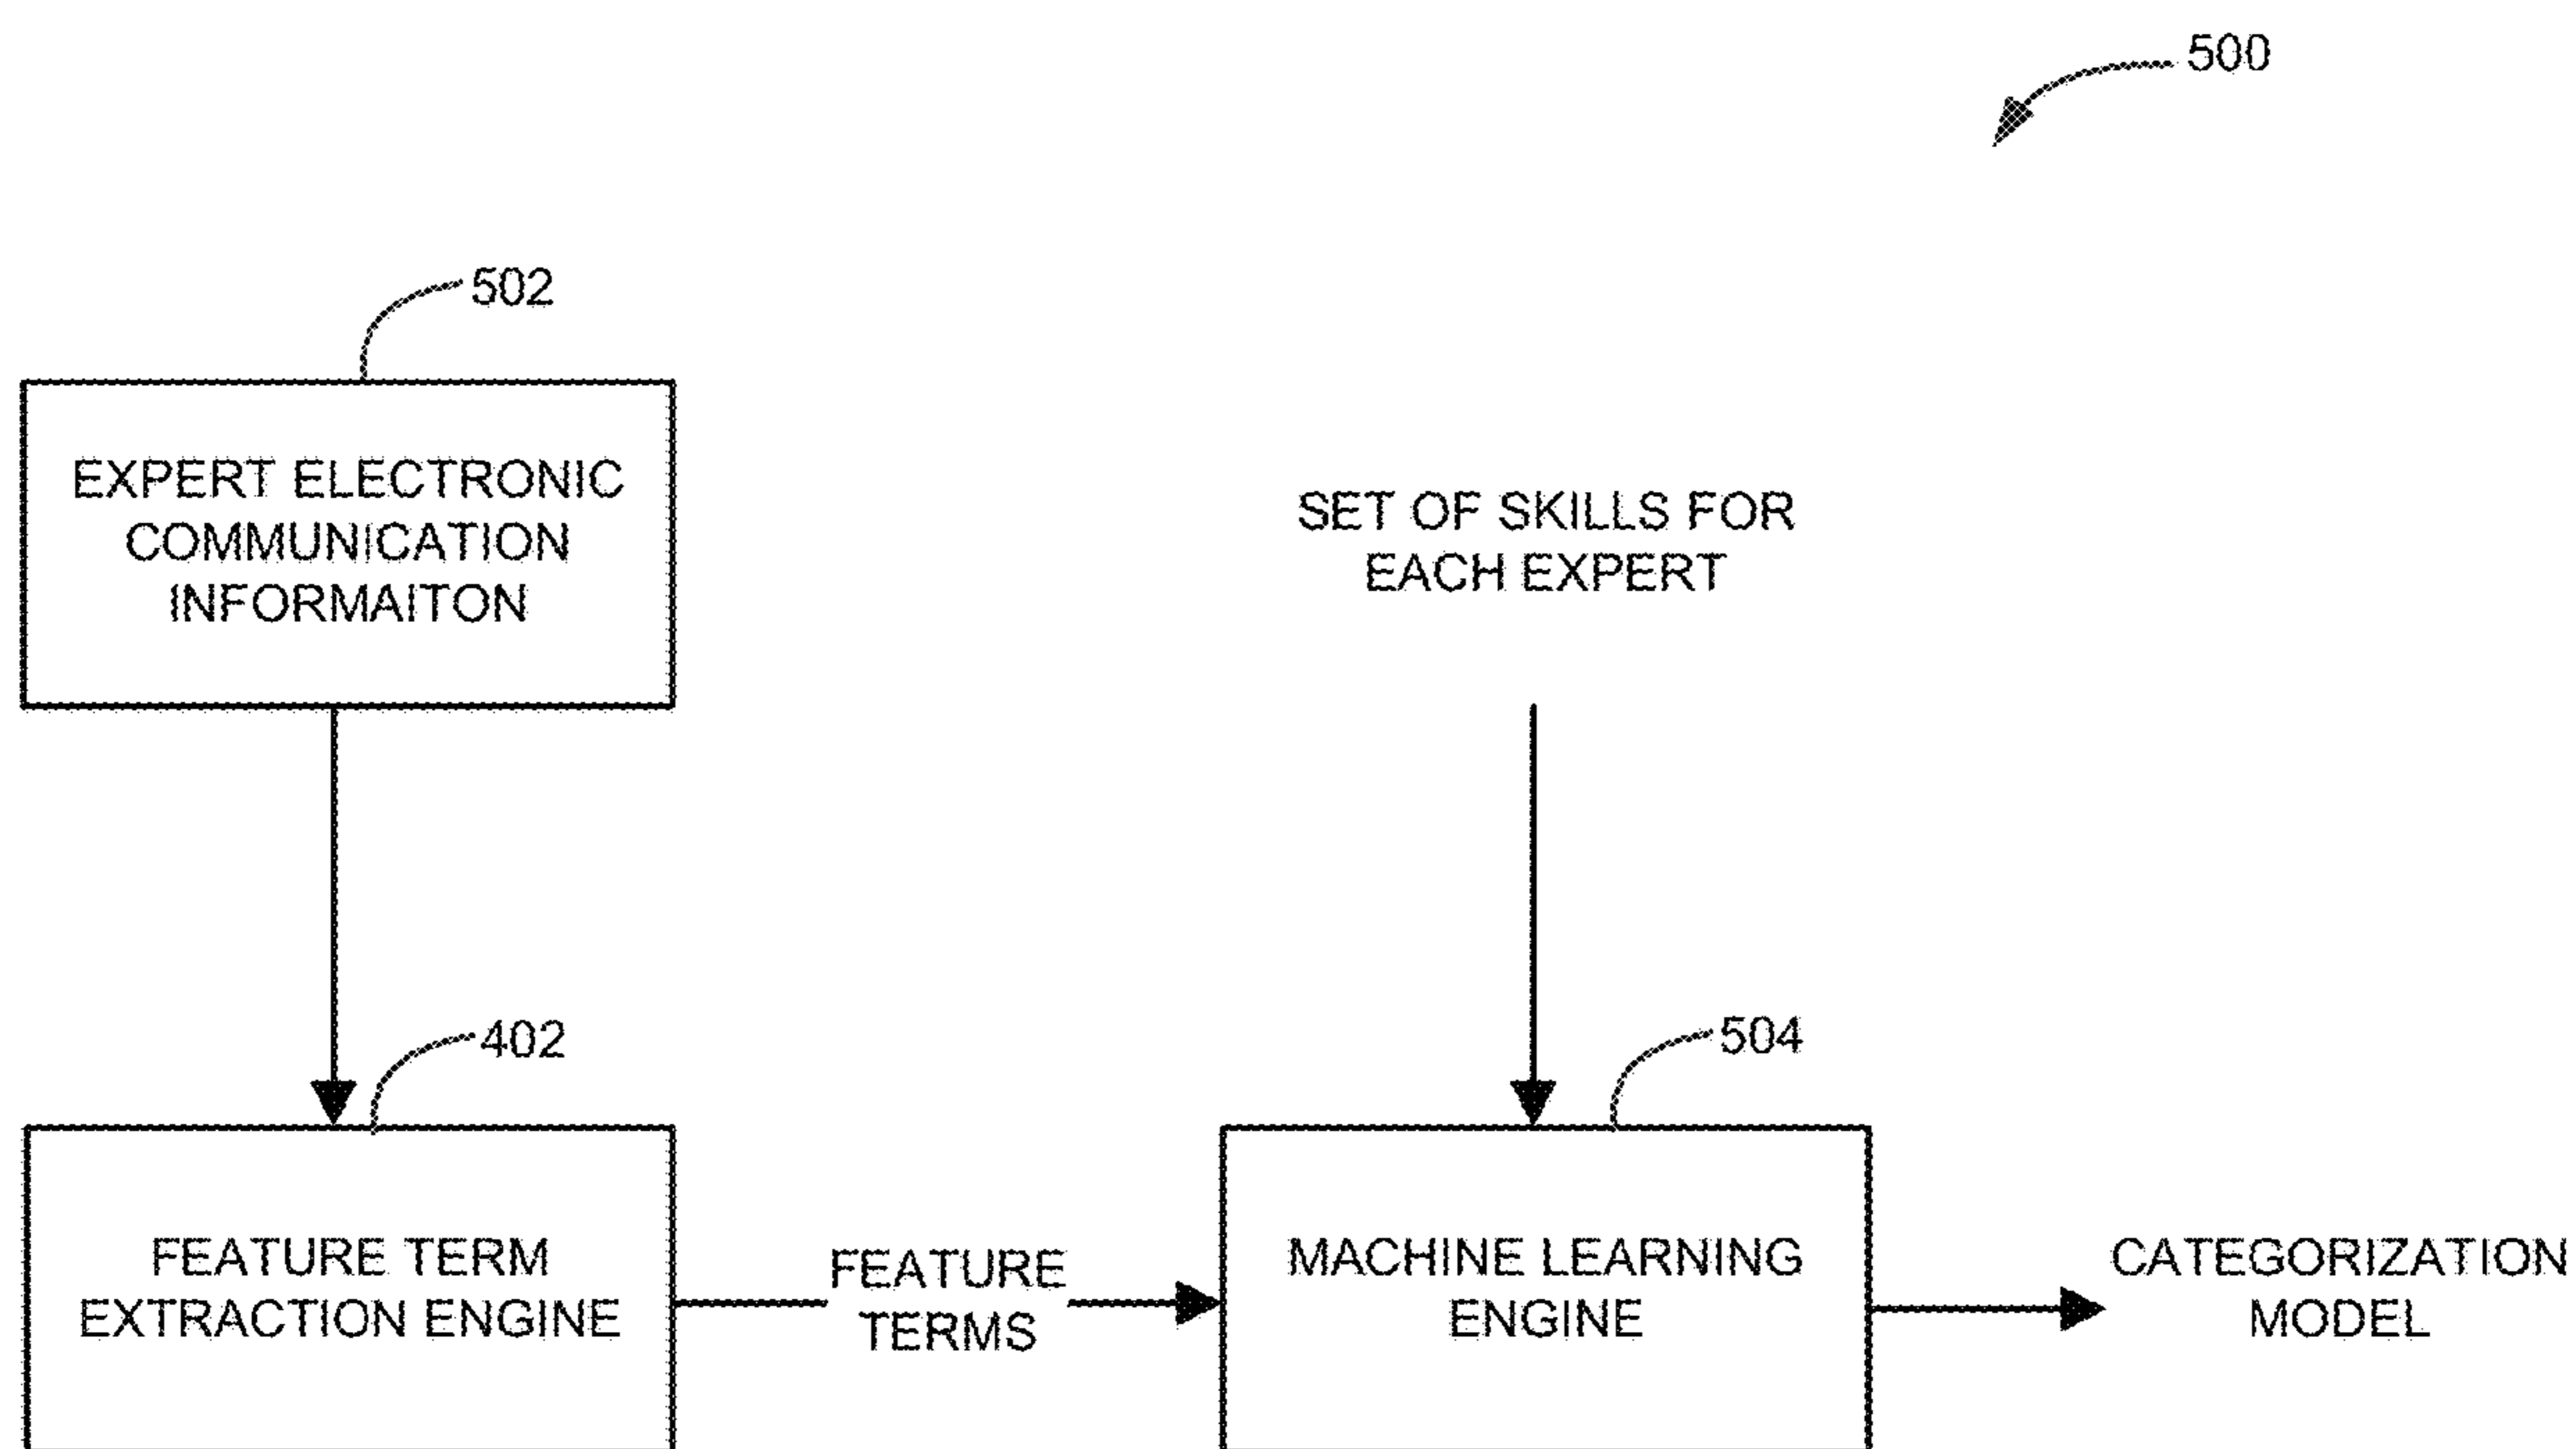 500
502
EXPERT ELECTRONIC
COMMUNICATION
INFORMAITON
SET OF SKILLS FOR
EACH EXPERT
402
504
FEATURE TERM
EXTRACTION ENGINE
FEATURE
TERMS
MACHINE LEARNING
ENGINE
CATEGORIZATION
MODEL